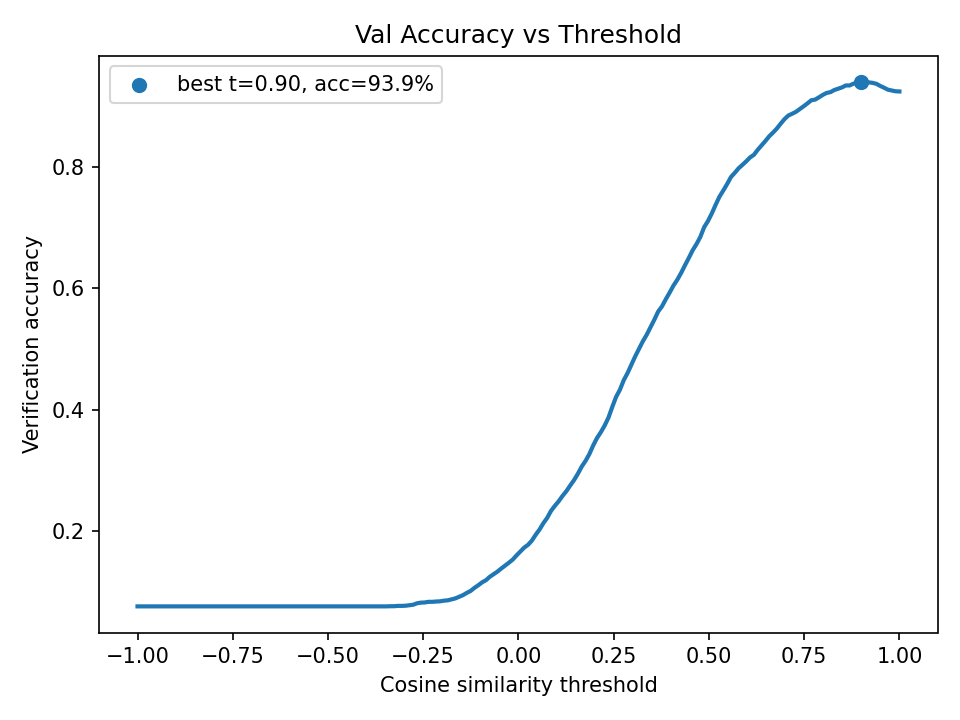 Val Accuracy vs Threshold
best t=0.90, acc=93.9%
Verification accuracy
0.8
0.6
0.4
0.2
−1.00 −0.75 −0.50 −0.25 0.00 0.25 0.50 0.75 1.00
Cosine similarity threshold